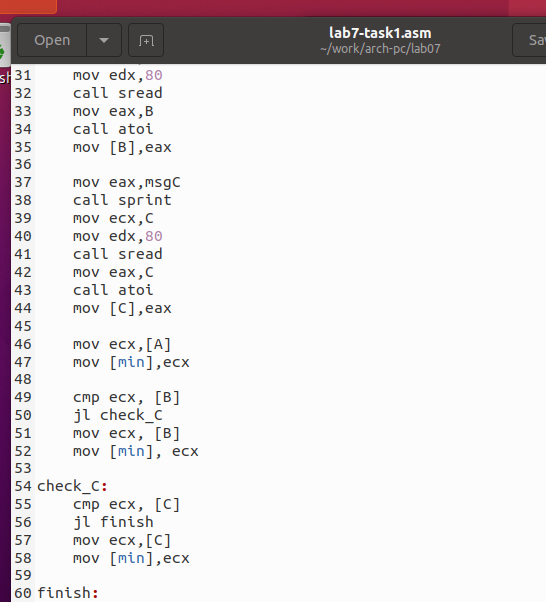 Open
lab7-task1.asm
~/work/arch-pc/lab07
31 mov edx,80
32 call sread
33 mov eax,B
34 call atoi
35 mov [B],eax
36
37 mov eax,msgC
38 call sprint
39 mov ecx,C
40 mov edx,80
41 call sread
42 mov eax,C
43 call atoi
44 mov [C],eax
45
46 mov ecx,[A]
47 mov [min],ecx
48
49 cmp ecx, [B]
50 jl check_C
51 mov ecx, [B]
52 mov [min], ecx
53
54 check_C:
55 cmp ecx, [C]
56 jl finish
57 mov ecx,[C]
58 mov [min],ecx
59
60 finish: